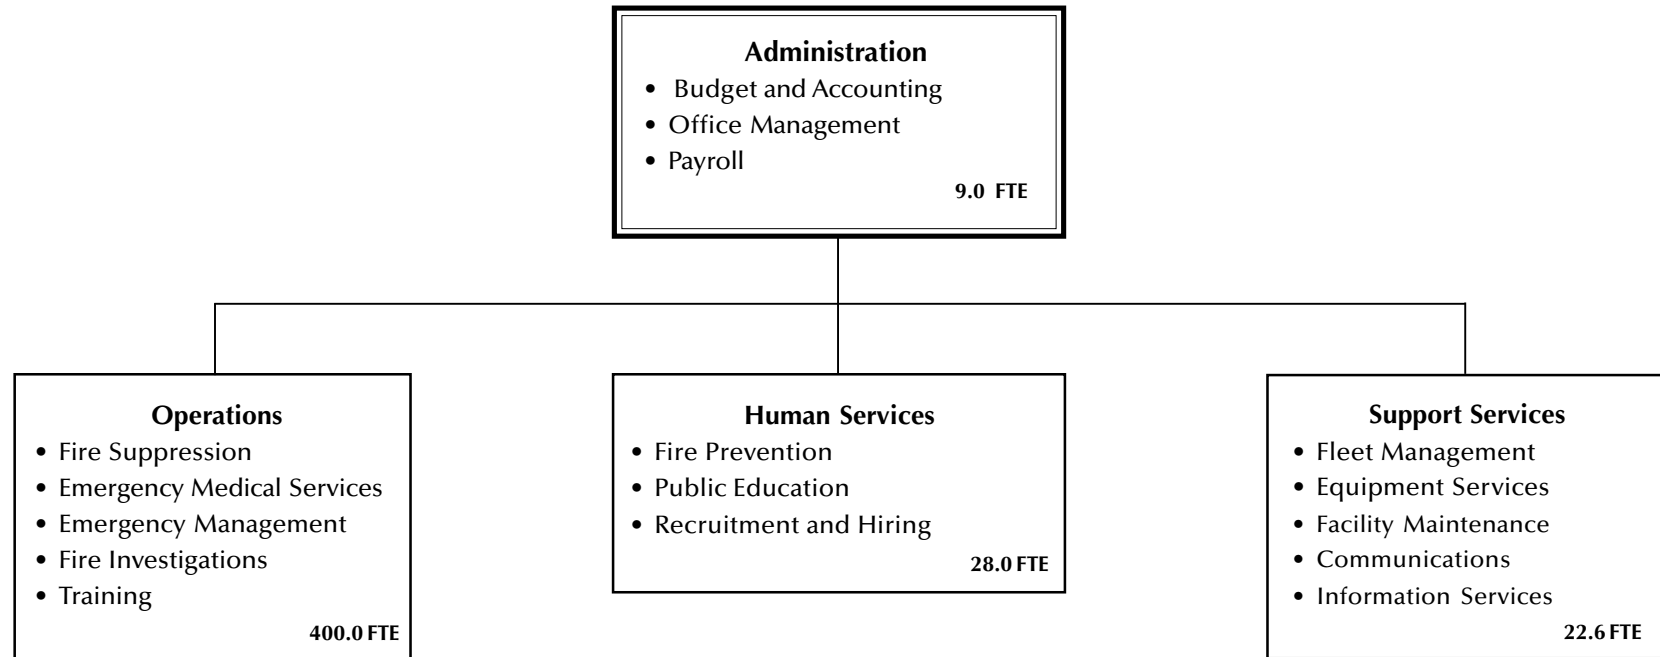 Administration
• Budget and Accounting
• Office Management
• Payroll
9.0 FTE
Operations
• Fire Suppression
• Emergency Medical Services
• Emergency Management
• Fire Investigations
• Training
400.0 FTE
Human Services
• Fire Prevention
• Public Education
• Recruitment and Hiring
28.0 FTE
Support Services
• Fleet Management
• Equipment Services
• Facility Maintenance
• Communications
• Information Services
22.6 FTE